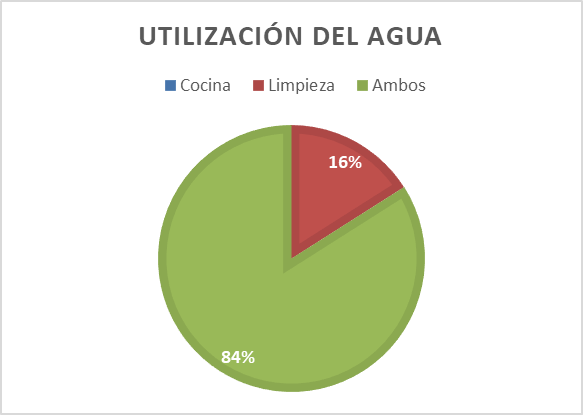 UTILIZACIÓN DEL AGUA
Cocina Limpieza Ambos
16%
84%